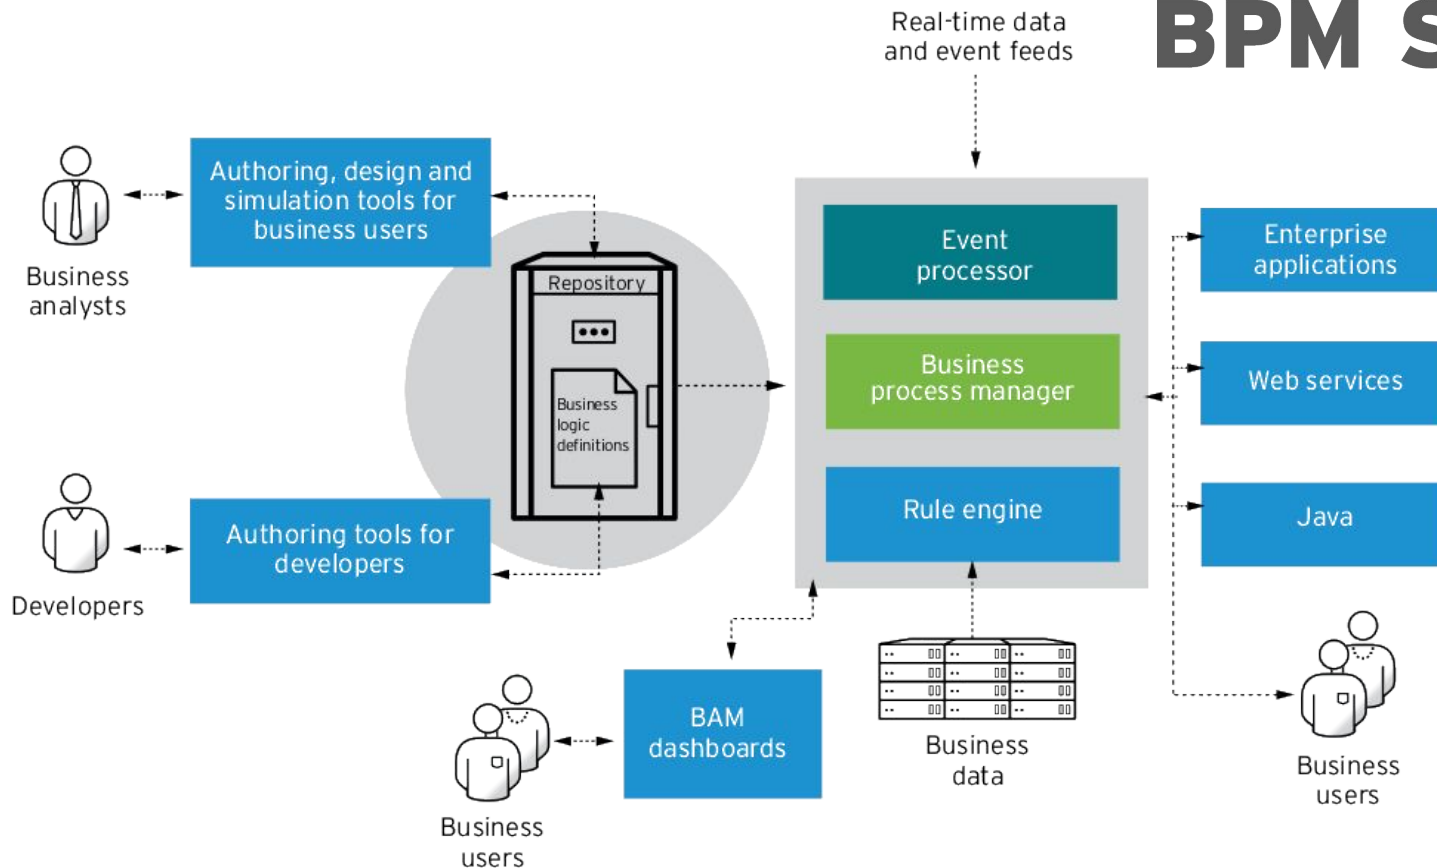 Real-time data
and event feeds
BPM S
Authoring, design and
simulation tools for
business users
Business
analysts
Repository
Business
logic
definitions
Event
processor
Business
process manager
Rule engine
Enterprise
applications
Web services
Java
Authoring tools for
developers
Developers
BAM
dashboards
Business
users
Business
data
Business
users